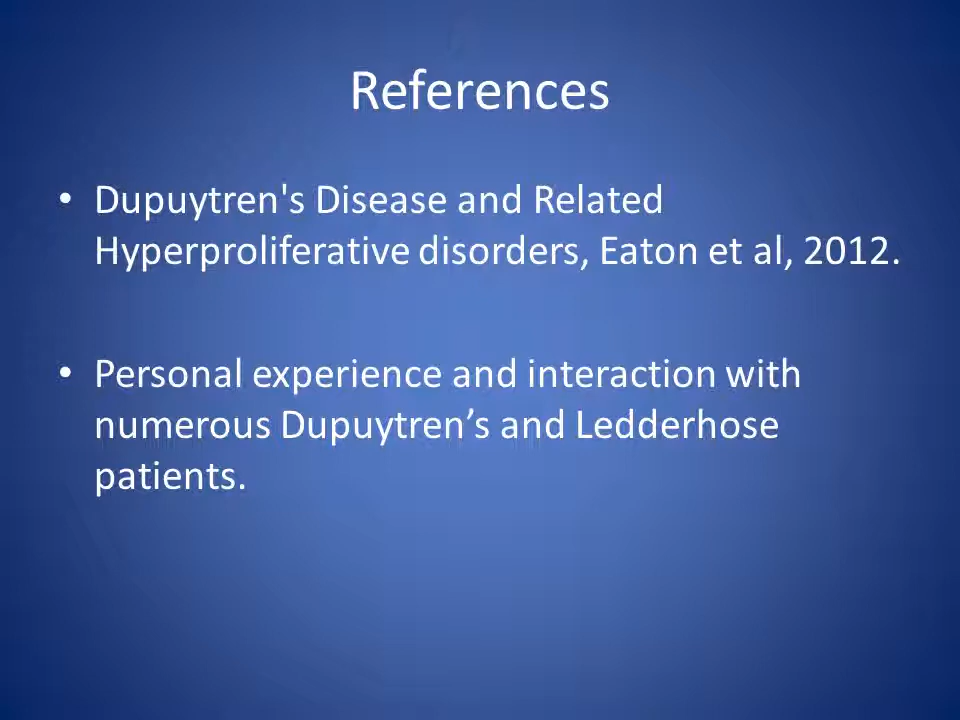 References
• Dupuytren's Disease and Related
Hyperproliferative disorders, Eaton et al, 2012.
• Personal experience and interaction with
numerous Dupuytren’s and Ledderhose
patients.